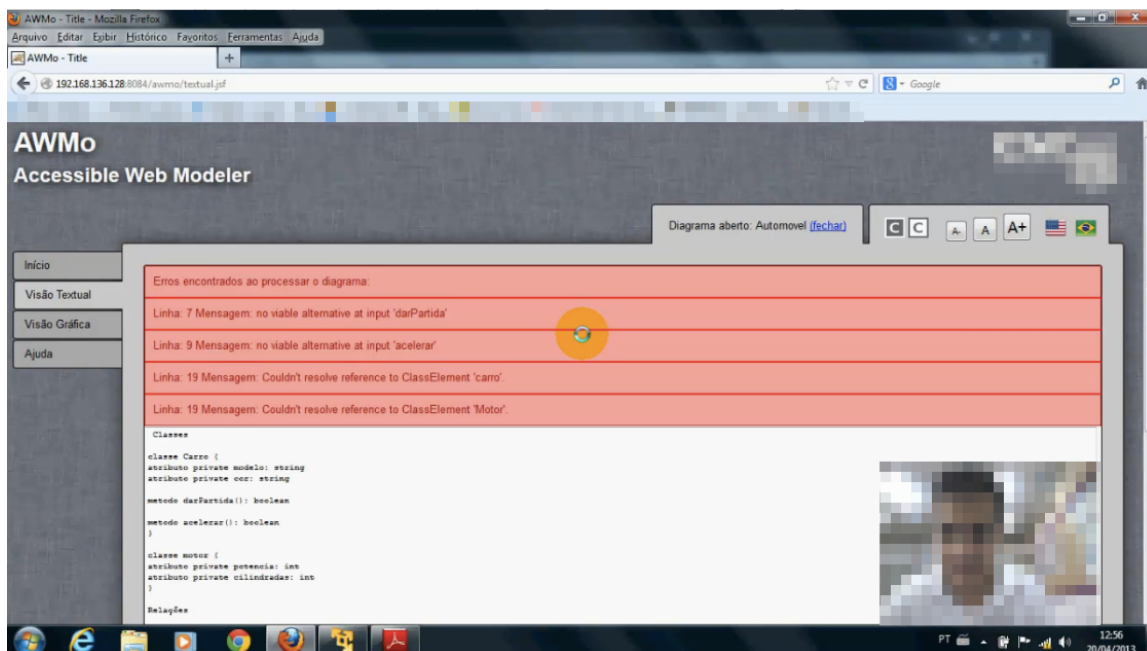 AWMo - Title - Mozilla Firefox
Arquivo Editar Exibir Histórico Favoritos Ferramentas Ajuda
AWMo - Title
192.168.136.128:8084/awmo/textual.jsf
Google
AWMo
Accessible Web Modeler
Diagrama aberto: Automovel (fechar)
C C A- A A+
Início
Visão Textual
Visão Gráfica
Ajuda
Erros encontrados ao processar o diagrama:
Linha: 7 Mensagem: no viable alternative at input 'darPartida'
Linha: 9 Mensagem: no viable alternative at input 'acelerar'
Linha: 19 Mensagem: Couldn't resolve reference to ClassElement 'carro'.
Linha: 19 Mensagem: Couldn't resolve reference to ClassElement 'Motor'.
Classes
classe Carro {
atributo private modelo: string
atributo private cor: string
metodo darPartida(): boolean
metodo acelerar(): boolean
}
classe motor {
atributo private potencia: int
atributo private cilindradas: int
}
Relações
PT
12:56
20/04/2013